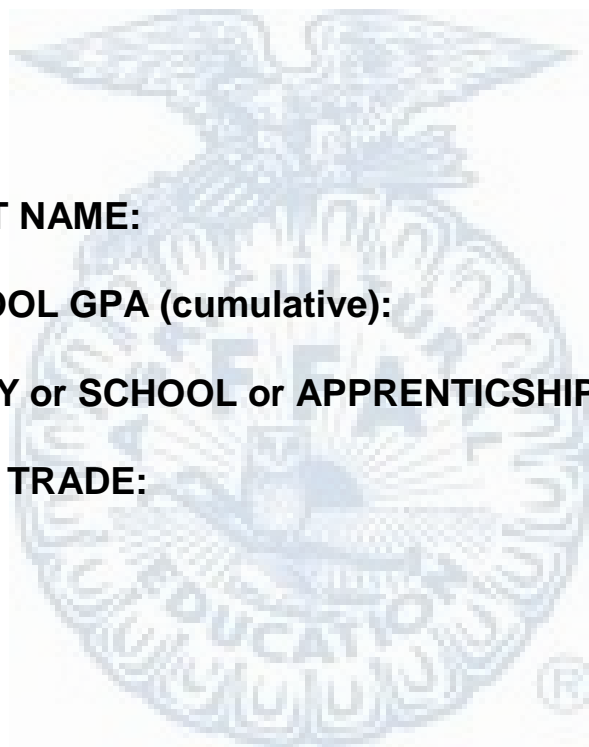 T NAME:
OOL GPA (cumulative):
Y or SCHOOL or APPRENTICSHIP
TRADE:
FFA
EDUCATION
®